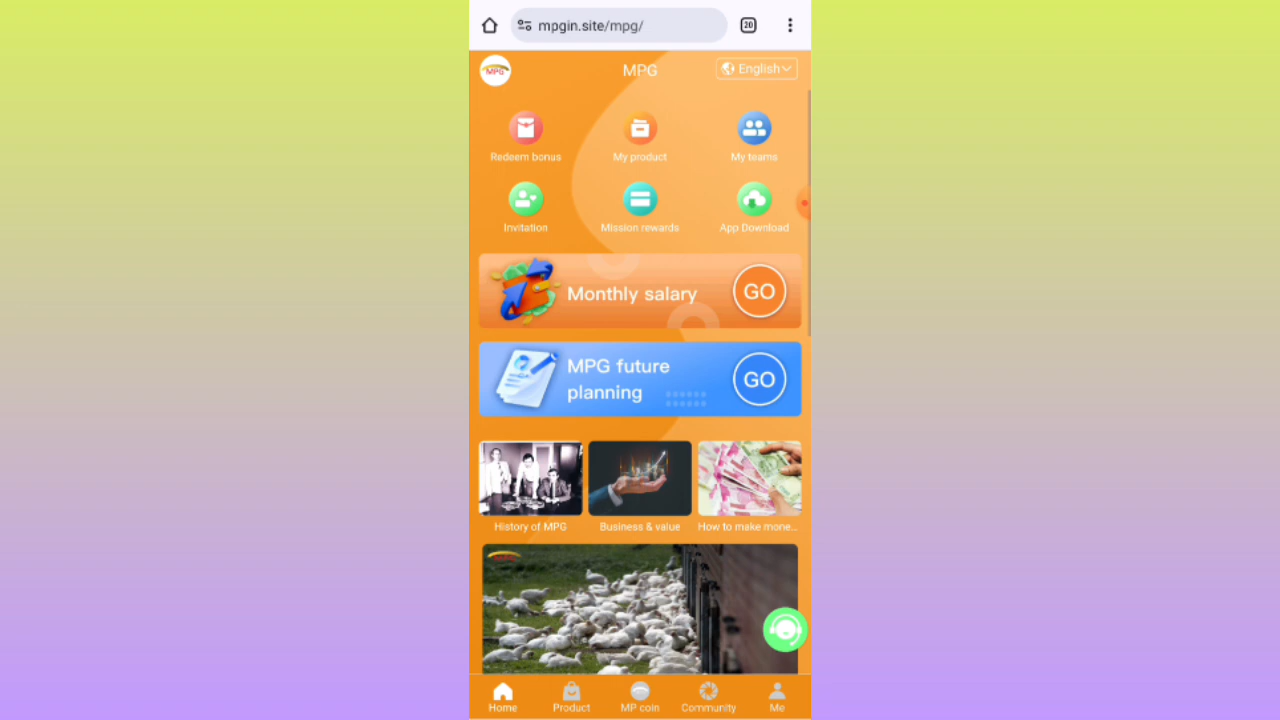 mpgin.site/mpg/
20
MPG
MPG
English
Redeem bonus
My product
My teams
Invitation
Mission rewards
App Download
Monthly salary
GO
MPG future
planning
GO
History of MPG
Business & value
How to make mone...
Home
Product
MP coin
Community
Me